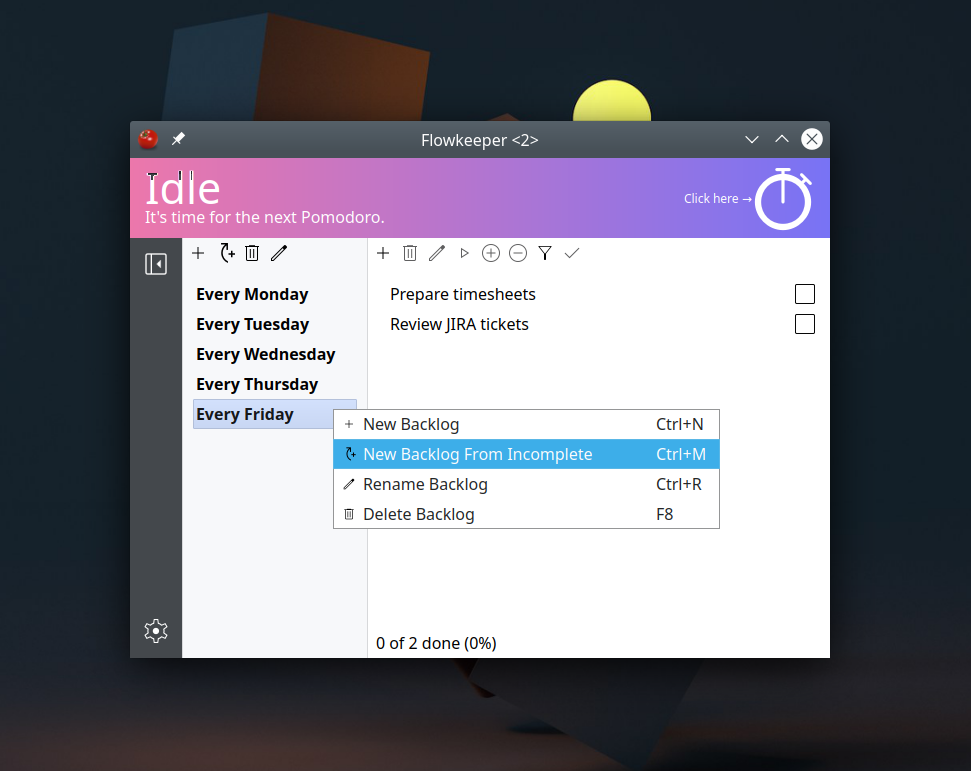 Flowkeeper <2>
Idle
It's time for the next Pomodoro.
Click here →
Every Monday
Every Tuesday
Every Wednesday
Every Thursday
Every Friday
Prepare timesheets
Review JIRA tickets
New Backlog Ctrl+N
New Backlog From Incomplete Ctrl+M
Rename Backlog Ctrl+R
Delete Backlog F8
0 of 2 done (0%)